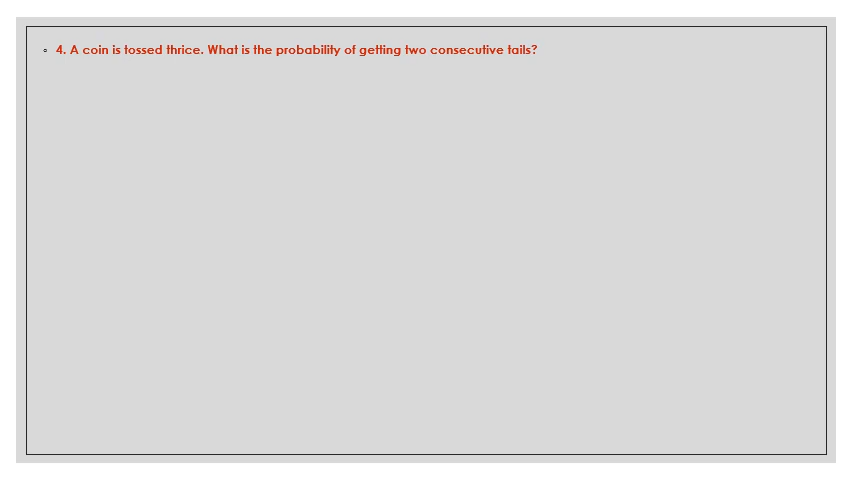 4. A coin is tossed thrice. What is the probability of getting two consecutive tails?